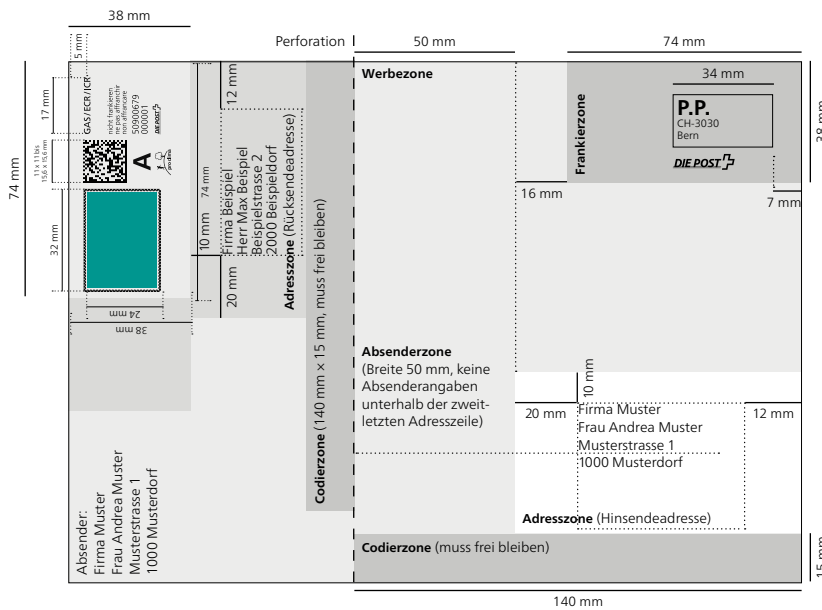 38 mm
Perforation
50 mm
74 mm
5 mm
17 mm
74 mm
11 x 11 bis
15,6 x 15,6 mm
32 mm
24 mm
38 mm
GAS/ECR/ICR
nicht frankieren
ne pas affranchir
non affrancare
50900679
000001
DIE POST
A
prodima
12 mm
74 mm
10 mm
20 mm
Firma Beispiel
Herr Max Beispiel
Beispielstrasse 2
2000 Beispieldorf
Adresszone (Rücksendeadresse)
Codierzone (140 mm × 15 mm, muss frei bleiben)
Absender:
Firma Muster
Frau Andrea Muster
Musterstrasse 1
1000 Musterdorf
Werbezone
Frankierzone
34 mm
P.P.
CH-3030
Bern
DIE POST
38 mm
16 mm
7 mm
Absenderzone
(Breite 50 mm, keine
Absenderangaben
unterhalb der zweit-
letzten Adresszeile)
10 mm
20 mm
12 mm
Firma Muster
Frau Andrea Muster
Musterstrasse 1
1000 Musterdorf
Adresszone (Hinsendeadresse)
Codierzone (muss frei bleiben)
15 mm
140 mm